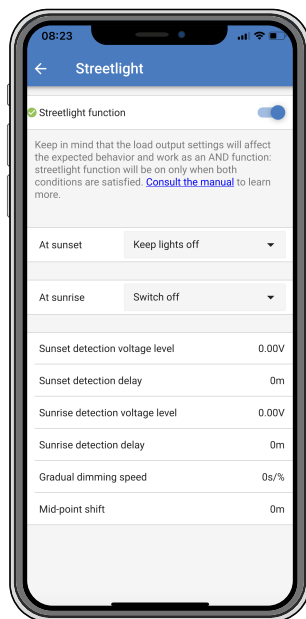 08:23
Streetlight
Streetlight function
Keep in mind that the load output settings will affect
the expected behavior and work as an AND function:
streetlight function will be on only when both
conditions are satisfied. Consult the manual to learn
more.
At sunset Keep lights off
At sunrise Switch off
Sunset detection voltage level 0.00V
Sunset detection delay 0m
Sunrise detection voltage level 0.00V
Sunrise detection delay 0m
Gradual dimming speed 0s/%
Mid-point shift 0m